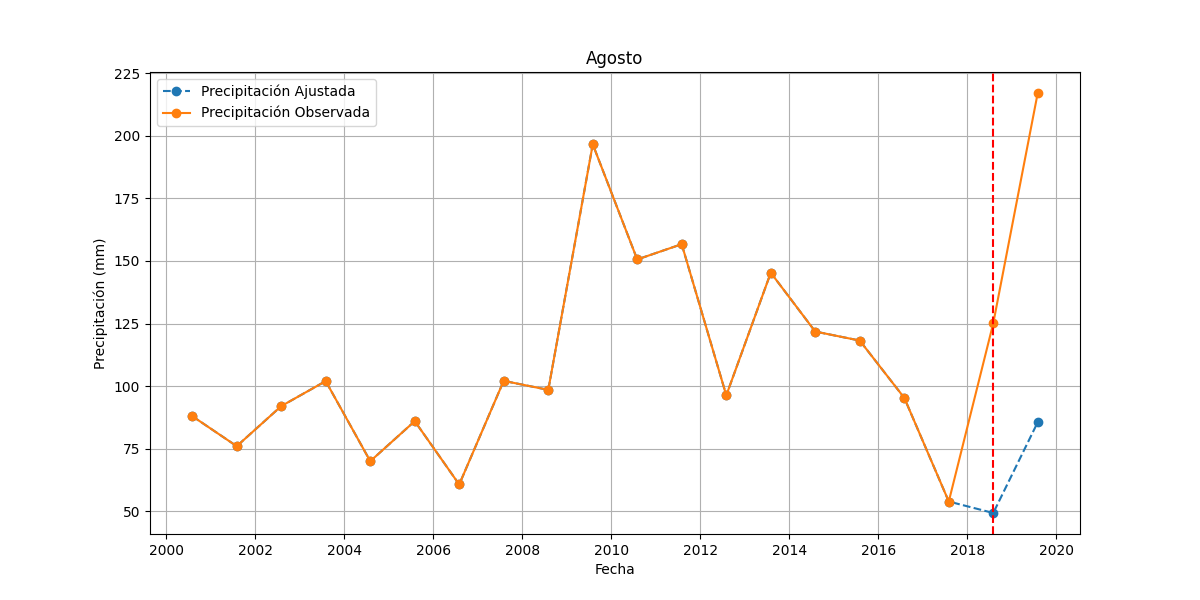 Agosto
Precipitación Ajustada
Precipitación Observada
Precipitación (mm)
225
200
175
150
125
100
75
50
2000 2002 2004 2006 2008 2010 2012 2014 2016 2018 2020
Fecha